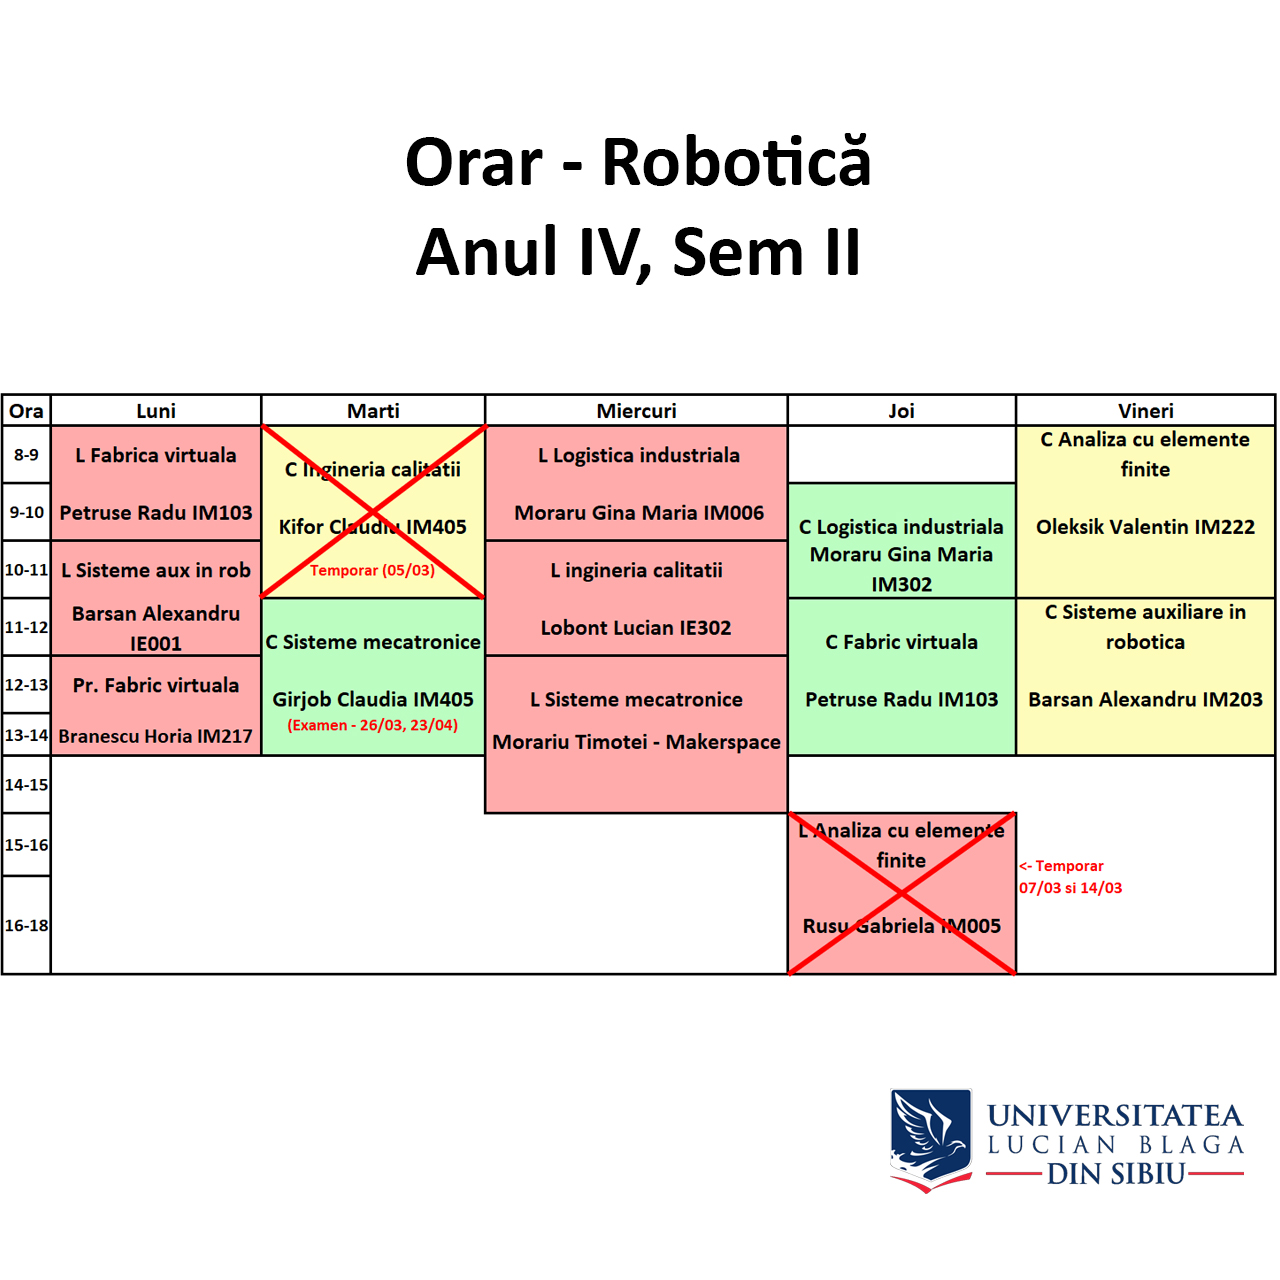 Orar - Robotică
Anul IV, Sem II
Ora
Luni
Marti
Miercuri
Joi
Vineri
8-9
9-10
10-11
11-12
12-13
13-14
14-15
15-16
16-18
L Fabrica virtuala
Petruse Radu IM103
L Sisteme aux in rob
Barsan Alexandru
IE001
Pr. Fabric virtuala
Branescu Horia IM217
C Ingineria calitatii
Kifor Claudiu IM405
Temporar (05/03)
C Sisteme mecatronice
Girjob Claudia IM405
(Examen - 26/03, 23/04)
L Logistica industriala
Moraru Gina Maria IM006
L ingineria calitatii
Lobont Lucian IE302
L Sisteme mecatronice
Morariu Timotei - Makerspace
C Logistica industriala
Moraru Gina Maria
IM302
C Fabric virtuala
Petruse Radu IM103
L Analiza cu elemente
finite
Rusu Gabriela IM005
C Analiza cu elemente
finite
Oleksik Valentin IM222
C Sisteme auxiliare in
robotica
Barsan Alexandru IM203
<- Temporar
07/03 si 14/03
UNIVERSITATEA
LUCIAN BLAGA
DIN SIBIU